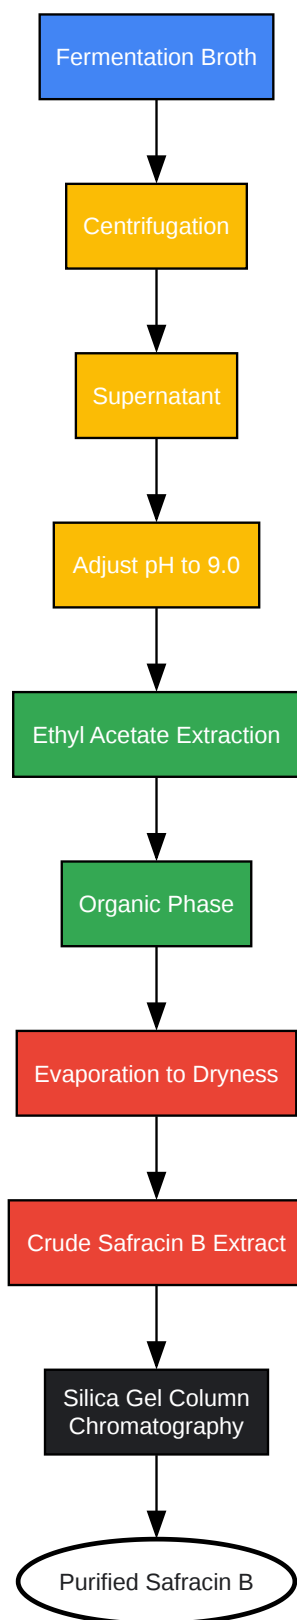 Fermentation Broth
Centrifugation
Supernatant
Adjust pH to 9.0
Ethyl Acetate Extraction
Organic Phase
Evaporation to Dryness
Crude Safracin B Extract
Silica Gel Column
Chromatography
Purified Safracin B